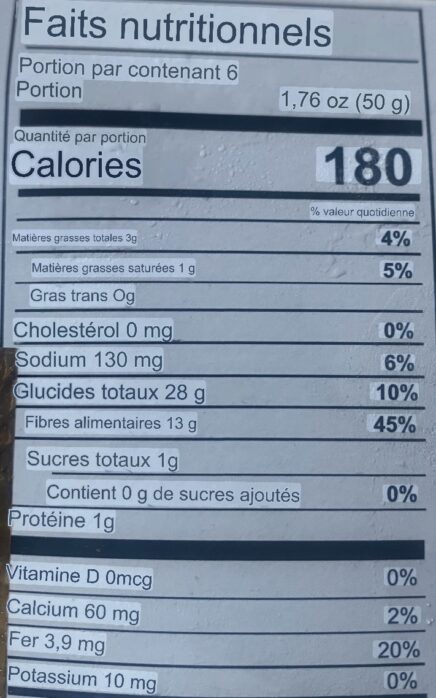 Faits nutritionnels
Portion par contenant 6
Portion 1,76 oz (50 g)
Quantité par portion
Calories 180
% valeur quotidienne
Matières grasses totales 3g 4%
Matières grasses saturées 1 g 5%
Gras trans Og
Cholestérol 0 mg 0%
Sodium 130 mg 6%
Glucides totaux 28 g 10%
Fibres alimentaires 13 g 45%
Sucres totaux 1g
Contient 0 g de sucres ajoutés 0%
Protéine 1g
Vitamine D 0mcg 0%
Calcium 60 mg 2%
Fer 3,9 mg 20%
Potassium 10 mg 0%